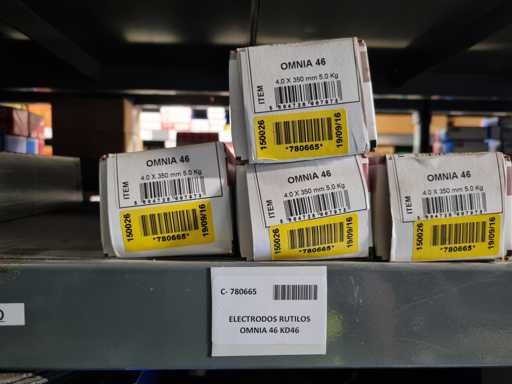 OMNIA 46
4.0 X 350 mm 5.0 Kg
ITEM
150026
*780665*
19/09/16
OMNIA 46
4.0 X 350 mm 5.0 Kg
ITEM
150026
*780665*
19/09/16
OMNIA 46
4.0 X 350 mm 5.0 Kg
ITEM
150026
*780665*
19/09/16
OMNIA 46
4.0 X 350 mm 5.0 Kg
ITEM
150026
*780665*
19/09/16
C- 780665
ELECTRODOS RUTILOS
OMNIA 46 KD46